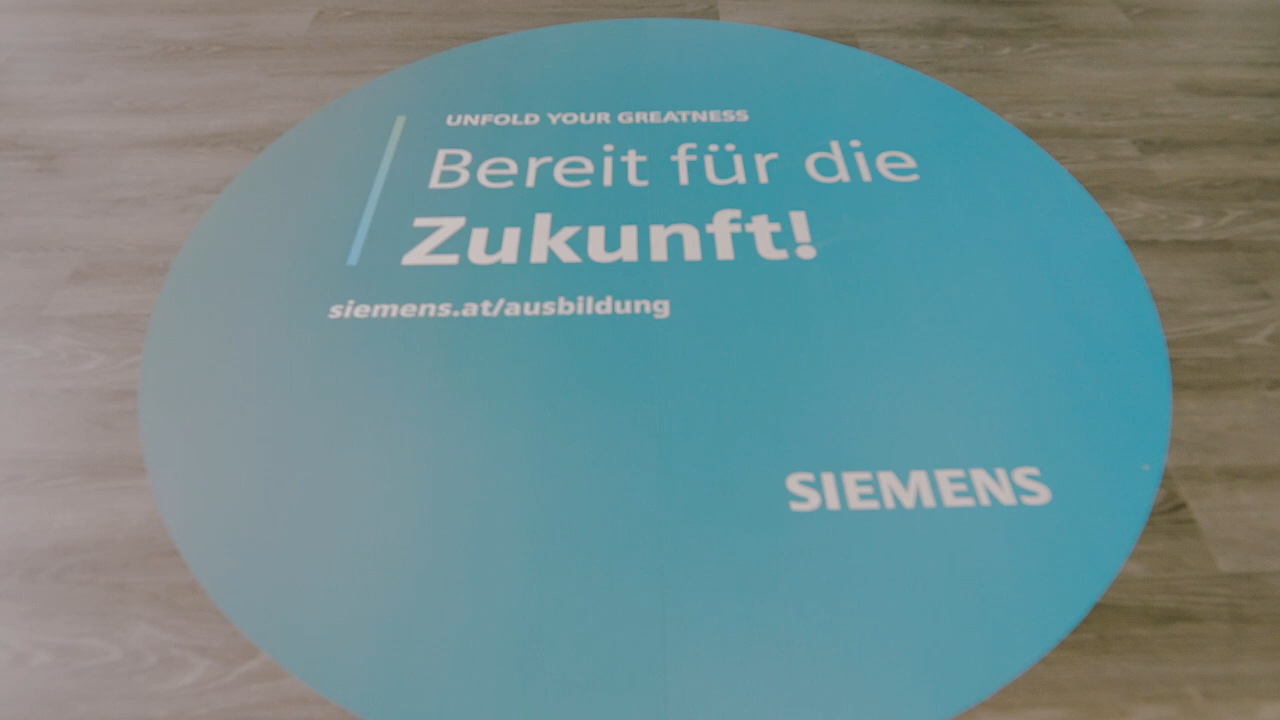 UNFOLD YOUR GREATNESS
Bereit für die
Zukunft!
siemens.at/ausbildung
SIEMENS